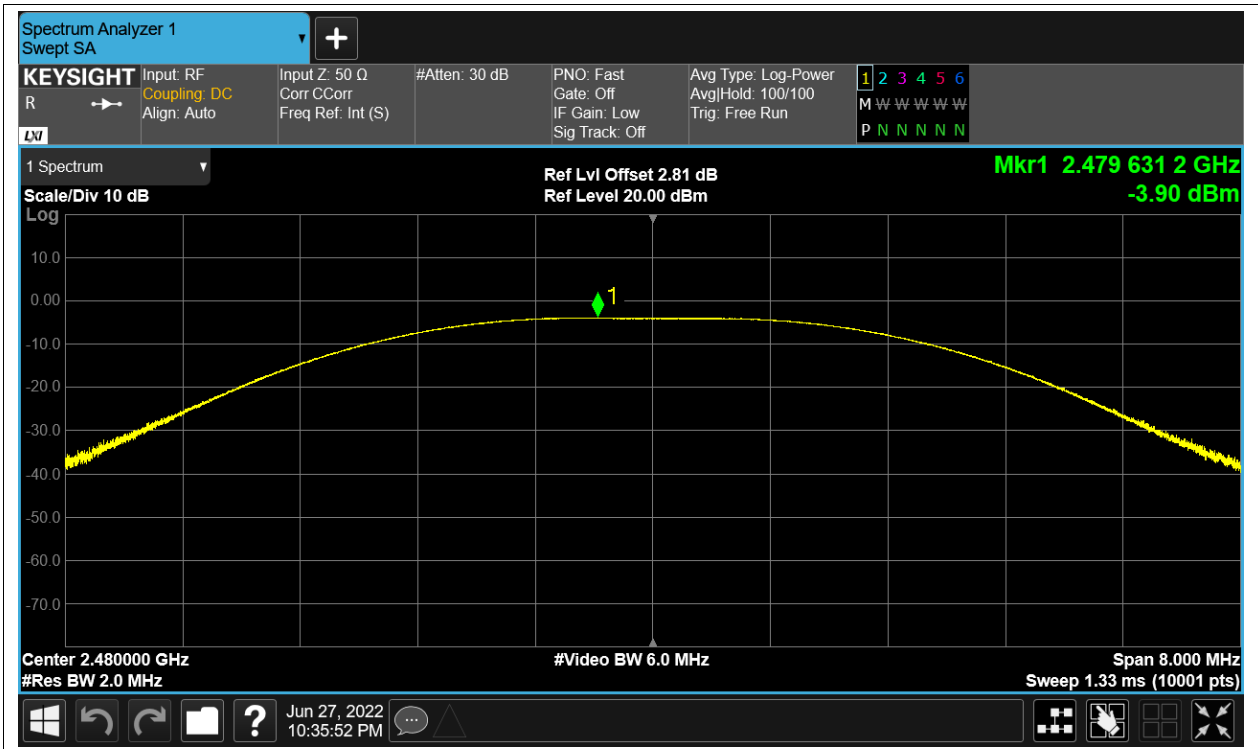 Spectrum Analyzer 1
Swept SA
KEYSIGHT
R
LXI
Input: RF
Coupling: DC
Align: Auto
Input Z: 50 Ω
Corr CCorr
Freq Ref: Int (S)
#Atten: 30 dB
PNO: Fast
Gate: Off
IF Gain: Low
Sig Track: Off
Avg Type: Log-Power
Avg|Hold: 100/100
Trig: Free Run
1 2 3 4 5 6
M W W W W W
P N N N N N
1 Spectrum
Scale/Div 10 dB
Log
Ref Lvl Offset 2.81 dB
Ref Level 20.00 dBm
Mkr1 2.479 631 2 GHz
-3.90 dBm
10.0
0.00
-10.0
-20.0
-30.0
-40.0
-50.0
-60.0
-70.0
1
Center 2.480000 GHz
#Res BW 2.0 MHz
#Video BW 6.0 MHz
Span 8.000 MHz
Sweep 1.33 ms (10001 pts)
?
Jun 27, 2022
10:35:52 PM